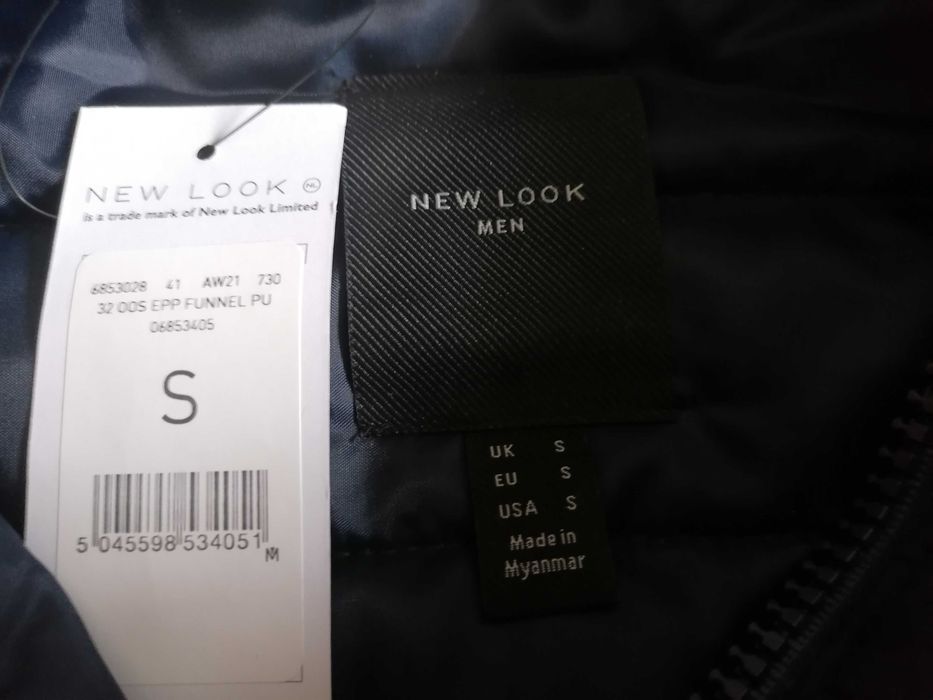 NEW LOOK NL
is a trade mark of New Look Limited
6853028 41 AW21 730
32 OOS EPP FUNNEL PU
06853405
S
5 045598 534051
NEW LOOK
MEN
UK S
EU S
USA S
Made in
Myanmar